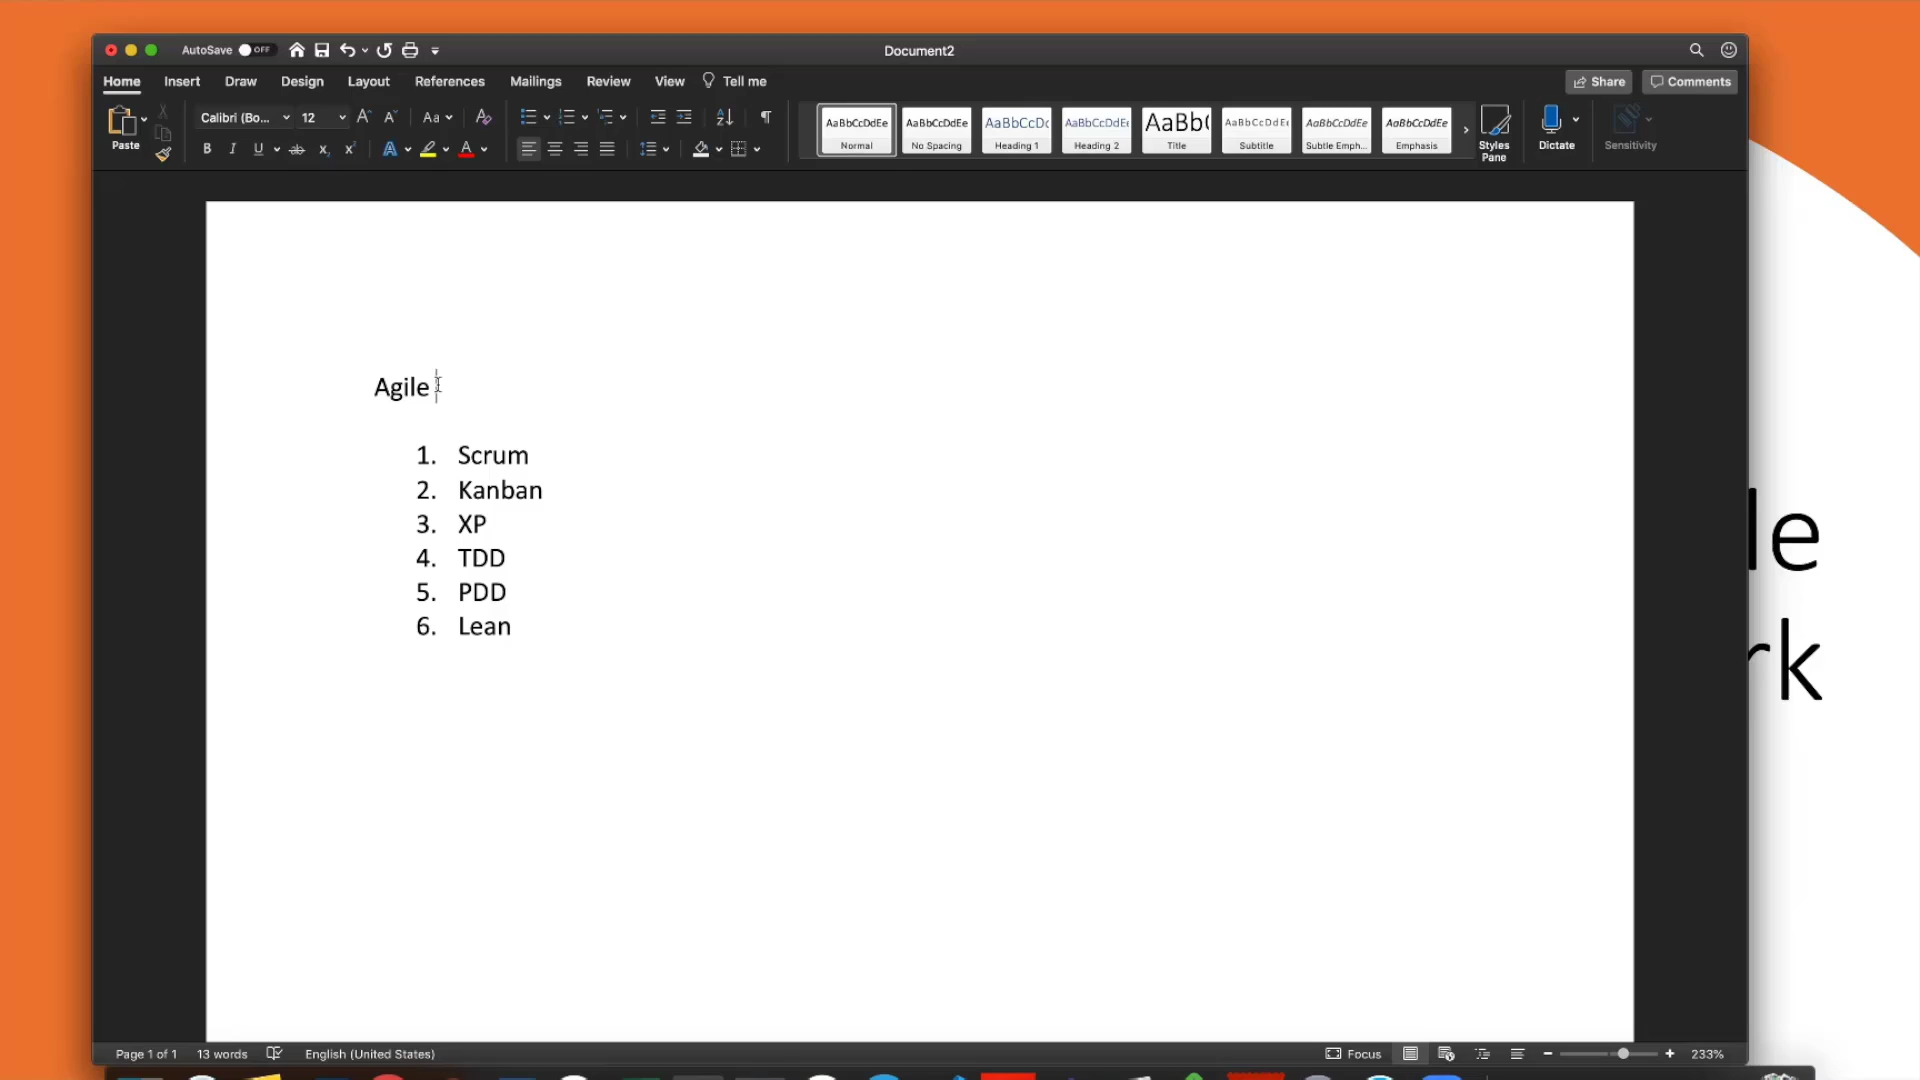 AutoSave OFF
Document2
Home Insert Draw Design Layout References Mailings Review View Tell me Share Comments
Paste
Calibri (Bo... 12
AaBbCcDdEe Normal
AaBbCcDdEe No Spacing
AaBbCcDc Heading 1
AaBbCcDdEe Heading 2
AaBb( Title
AaBbCcDdEe Subtitle
AaBbCcDdEe Subtle Emph...
AaBbCcDdEe Emphasis
Styles Pane
Dictate
Sensitivity
Agile
1. Scrum
2. Kanban
3. XP
4. TDD
5. PDD
6. Lean
le
rk
Page 1 of 1 13 words English (United States) Focus 233%